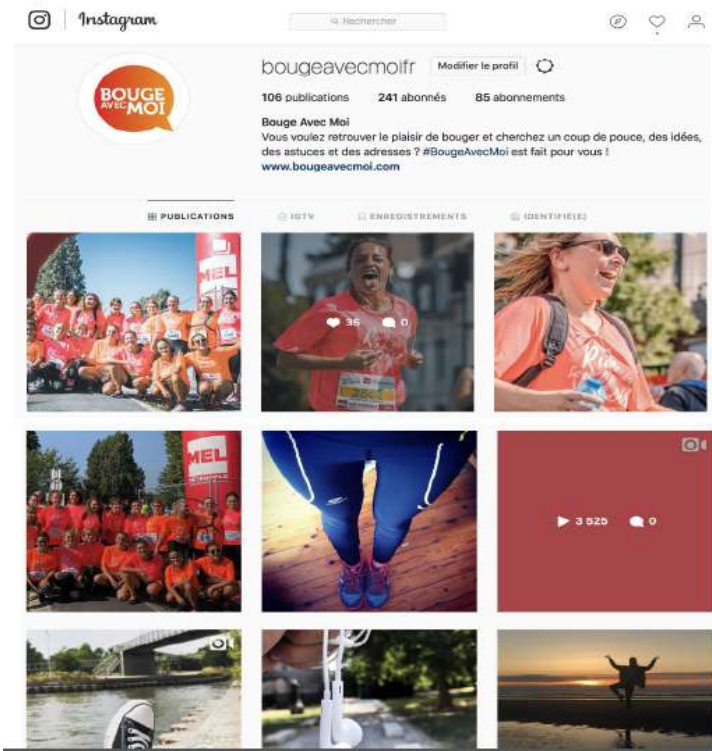 Instagram
Rechercher
BOUGE
AVEC MOI
bougeavecmoifr Modifier le profil
106 publications 241 abonnés 85 abonnements
Bouge Avec Moi
Vous voulez retrouver le plaisir de bouger et cherchez un coup de pouce, des idées,
des astuces et des adresses ? #BougeAvecMoi est fait pour vous !
www.bougeavecmoi.com
PUBLICATIONS IGTV ENREGISTREMENTS IDENTIFIÉ(E)
MEL
36 0
MEL
3 525 0